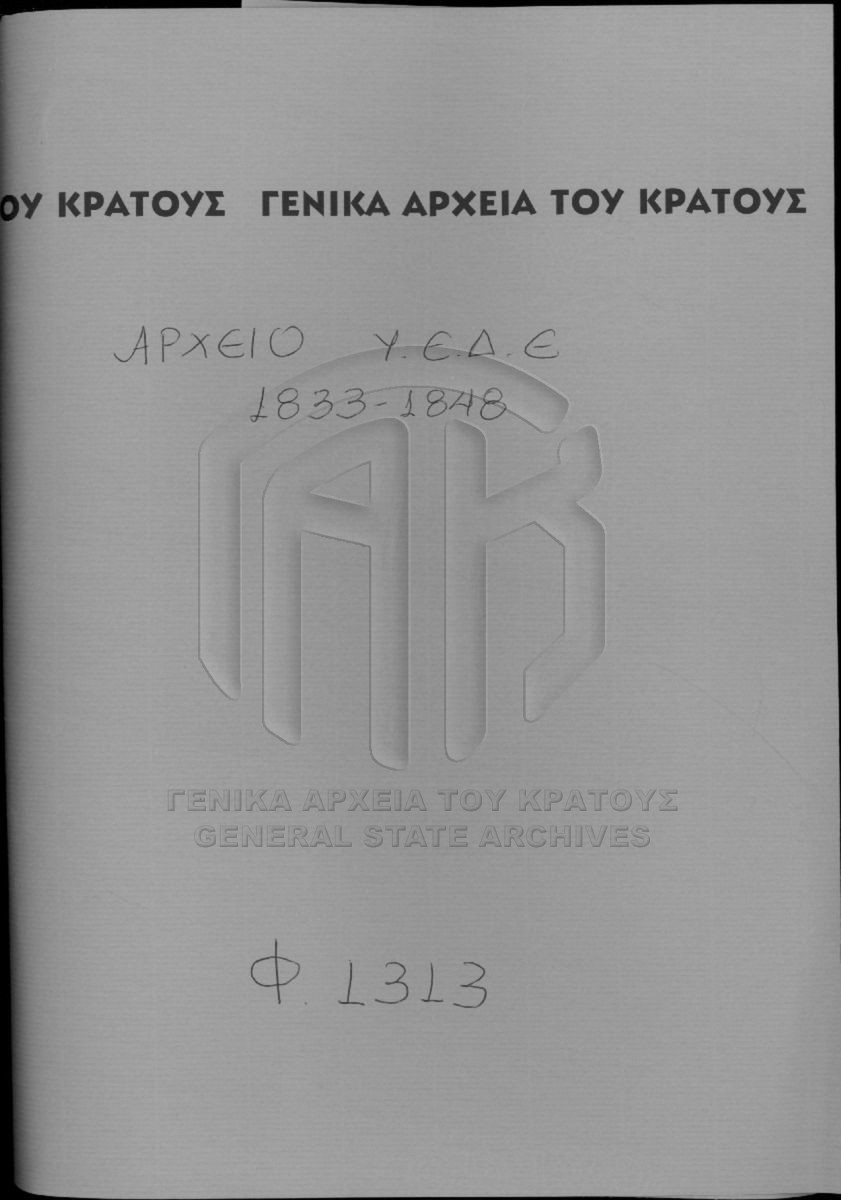 ΟΥ ΚΡΑΤΟΥΣ ΓΕΝΙΚΑ ΑΡΧΕΙΑ ΤΟΥ ΚΡΑΤΟΥΣ
ΑΡΧΕΙΟ Υ.Ε.Δ.Ε
1833-1848
ΓΑΚ
ΓΕΝΙΚΑ ΑΡΧΕΙΑ ΤΟΥ ΚΡΑΤΟΥΣ
GENERAL STATE ARCHIVES
Φ. 1313